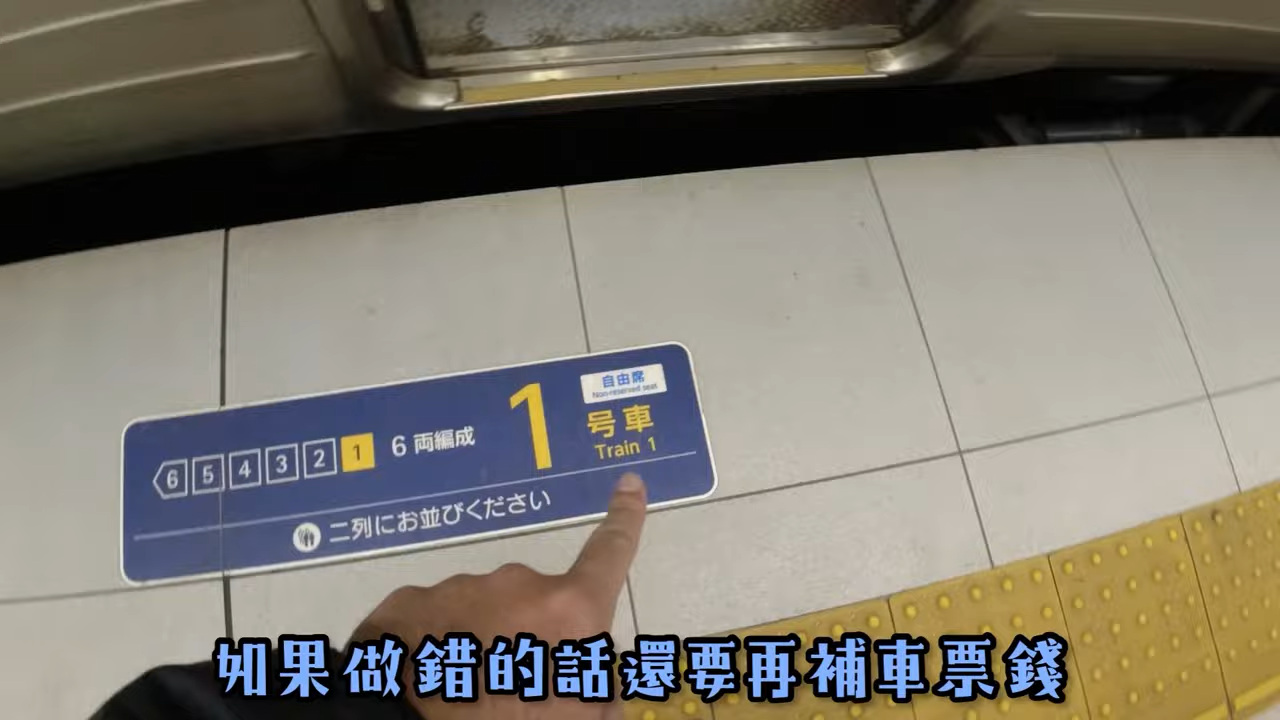 自由席
Non-reserved seat
6 5 4 3 2 1 6両編成 1 号車
Train 1
二列にお並びください
如果做錯的話還要再補車票錢